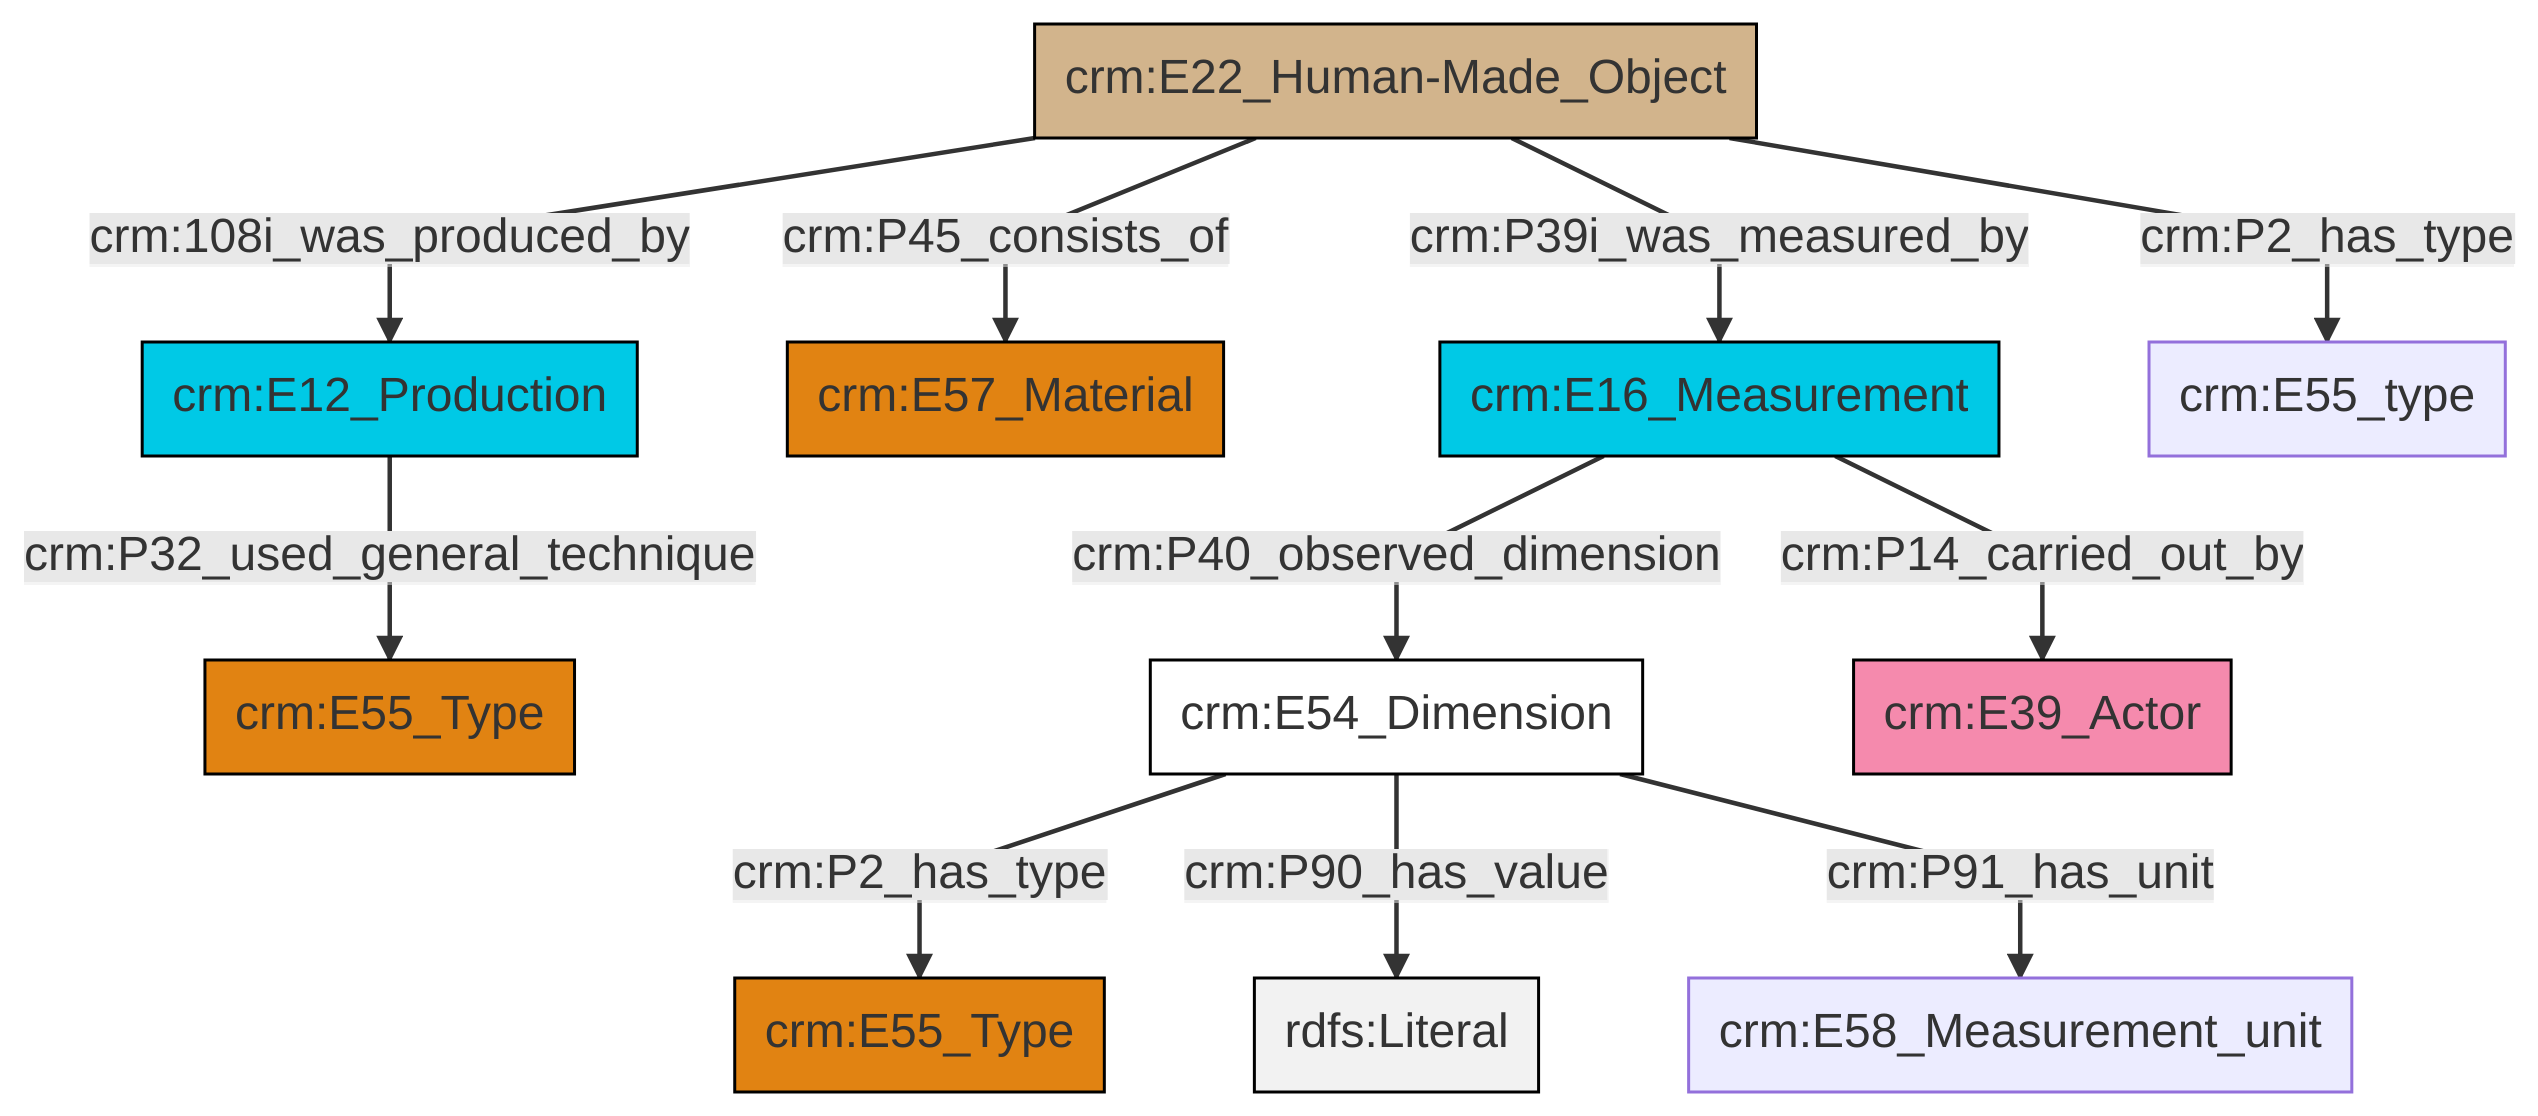 crm:E22_Human-Made_Object
crm:108i_was_produced_by
crm:P45_consists_of
crm:P39i_was_measured_by
crm:P2_has_type
crm:E12_Production
crm:E57_Material
crm:E16_Measurement
crm:E55_type
crm:P32_used_general_technique
crm:P40_observed_dimension
crm:P14_carried_out_by
crm:E55_Type
crm:E54_Dimension
crm:E39_Actor
crm:P2_has_type
crm:P90_has_value
crm:P91_has_unit
crm:E55_Type
rdfs:Literal
crm:E58_Measurement_unit